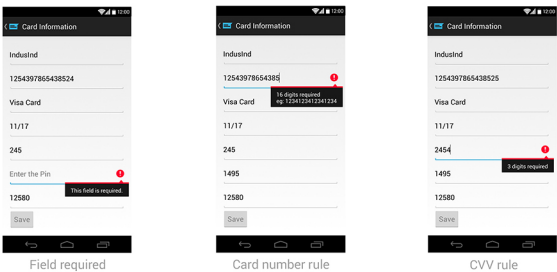 12:00
Card Information
IndusInd
1254397865438524
Visa Card
11/17
245
Enter the Pin
This field is required.
12580
Save
Field required
12:00
Card Information
IndusInd
12543978654385
16 digits required
eg: 1234123412341234
Visa Card
11/17
245
1495
12580
Save
Card number rule
12:00
Card Information
IndusInd
1254397865438525
Visa Card
11/17
2454
3 digits required
1495
12580
Save
CVV rule